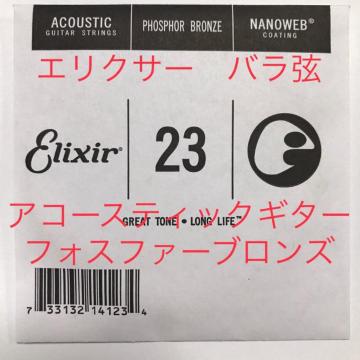 ACOUSTIC
GUITAR STRINGS
PHOSPHOR BRONZE
NANOWEB®
COATING
エリクサー バラ弦
Elixir®
23
アコースティックギター
GREAT TONE • LONG LIFE™
フォスファーブロンズ
7 33132 14123 4